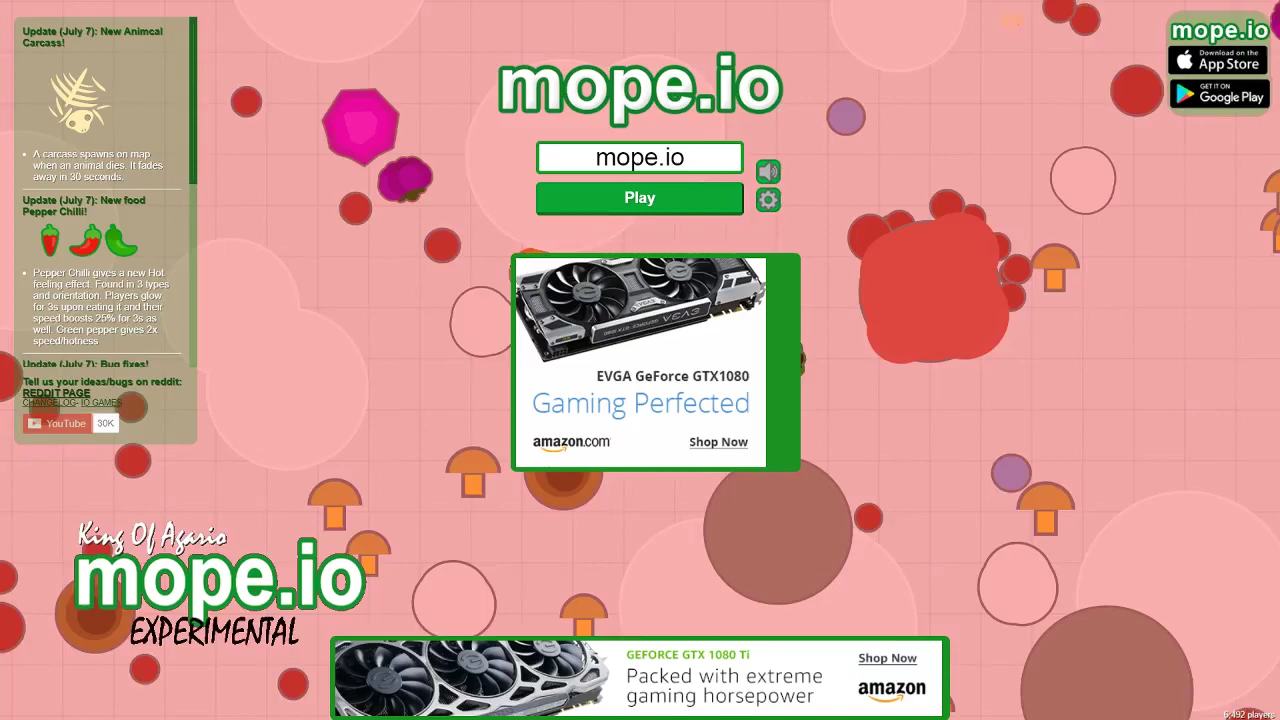 Update (July 7): New Animcal
Carcass!
A carcass spawns on map
when an animal dies. It fades
away in 30 seconds.
Update (July 7): New food
Pepper Chilli!
Pepper Chilli gives a new Hot
feeling effect. Found in 3 types
and orientation. Players glow
for 3s upon eating it and their
speed boosts 25% for 3s as
well. Green pepper gives 2x
speed/hotness
Update (July 7): Bug fixes!
Tell us your ideas/bugs on reddit:
REDDIT PAGE
CHANGELOG- IO GAMES
YouTube 30K
mope.io
mope.io
Play
EVGA
EVGA GeForce GTX1080
Gaming Perfected
amazon.com Shop Now
mope.io
Download on the
App Store
GET IT ON
Google Play
King Of Agario
mope.io
EXPERIMENTAL
GEFORCE GTX 1080 Ti
Packed with extreme
gaming horsepower
Shop Now
amazon
6,492 players